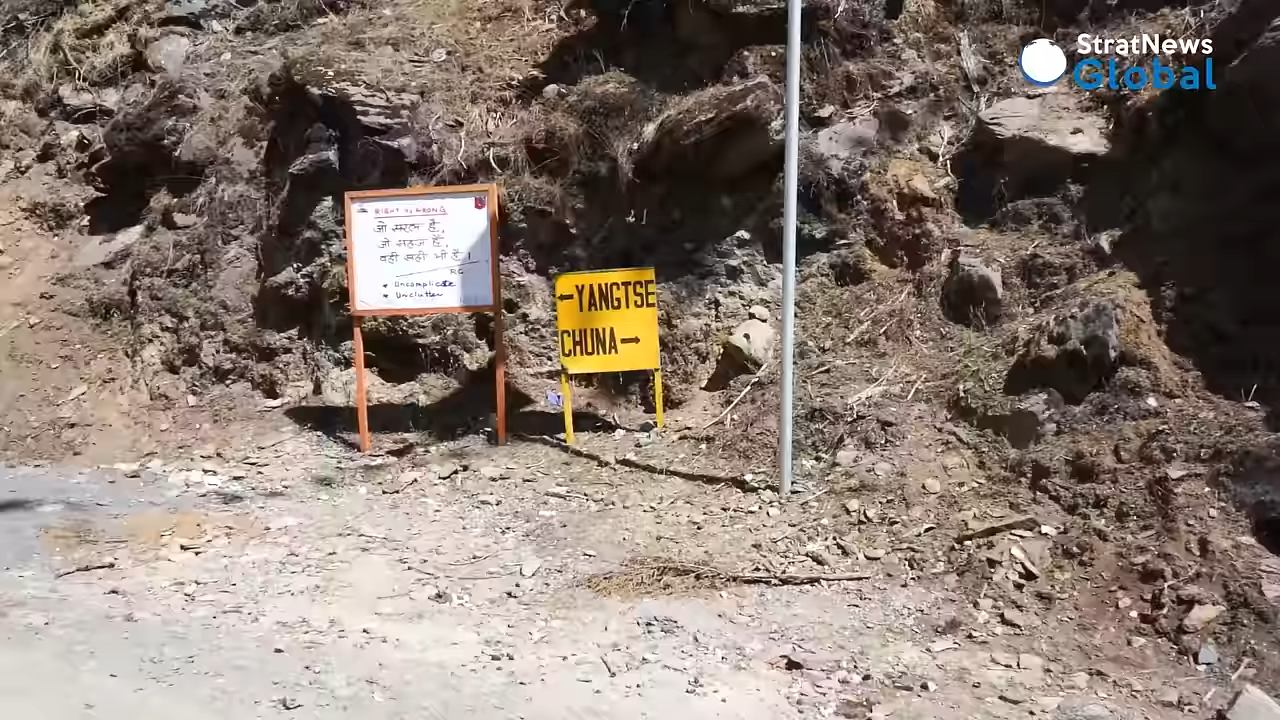 StratNews
Global
RIGHT vs WRONG
जो सरल है,
जो सहज है,
वही सही भी है।
RC
* Uncomplicate
* Unclutter
←YANGTSE
CHUNA→